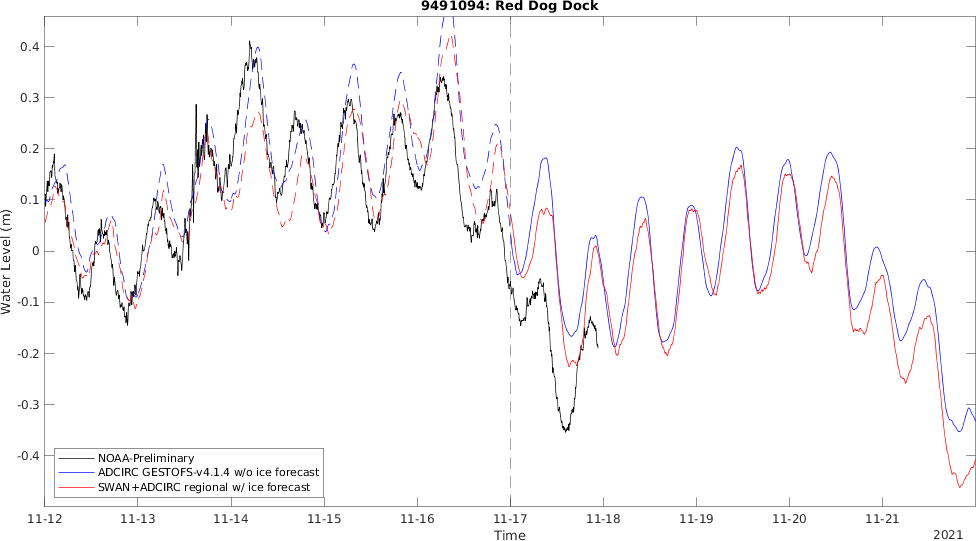 9491094: Red Dog Dock
Water Level (m)
0.4
0.3
0.2
0.1
0
-0.1
-0.2
-0.3
-0.4
NOAA-Preliminary
ADCIRC GESTOFS-v4.1.4 w/o ice forecast
SWAN+ADCIRC regional w/ ice forecast
11-12 11-13 11-14 11-15 11-16 11-17 11-18 11-19 11-20 11-21
Time
2021